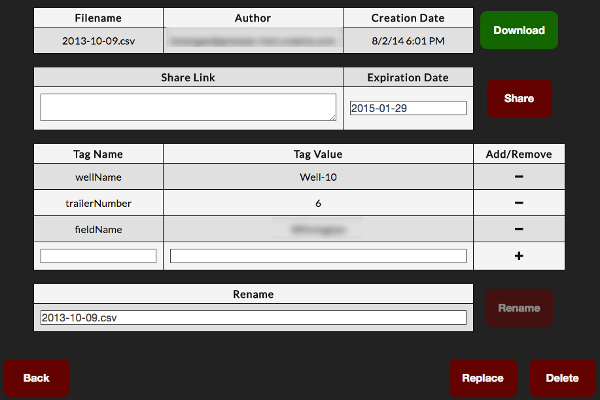 Filename Author Creation Date
2013-10-09.csv 8/2/14 6:01 PM Download
Share Link Expiration Date
2015-01-29 Share
Tag Name Tag Value Add/Remove
wellName Well-10 −
trailerNumber 6 −
fieldName −
+
Rename
2013-10-09.csv Rename
Back Replace Delete